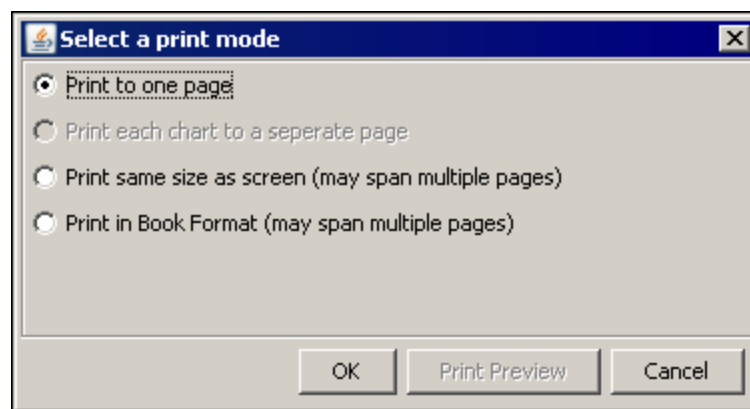 Select a print mode
Print to one page
Print each chart to a seperate page
Print same size as screen (may span multiple pages)
Print in Book Format (may span multiple pages)
OK Print Preview Cancel